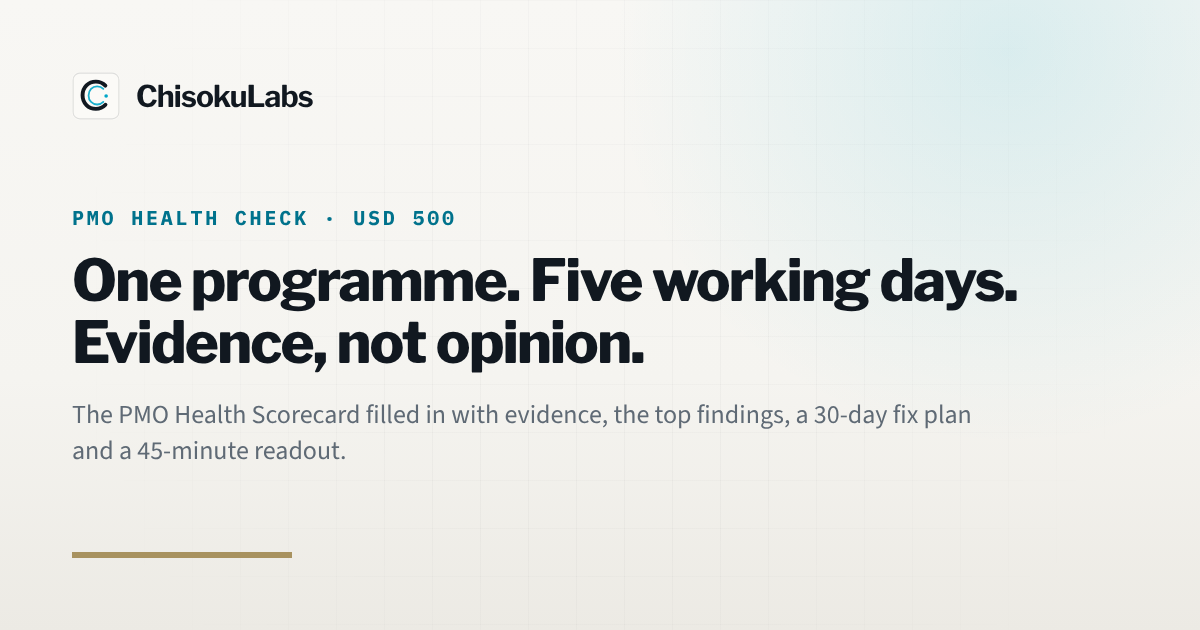 ChisokuLabs
PMO HEALTH CHECK · USD 500
One programme. Five working days.
Evidence, not opinion.
The PMO Health Scorecard filled in with evidence, the top findings, a 30-day fix plan
and a 45-minute readout.